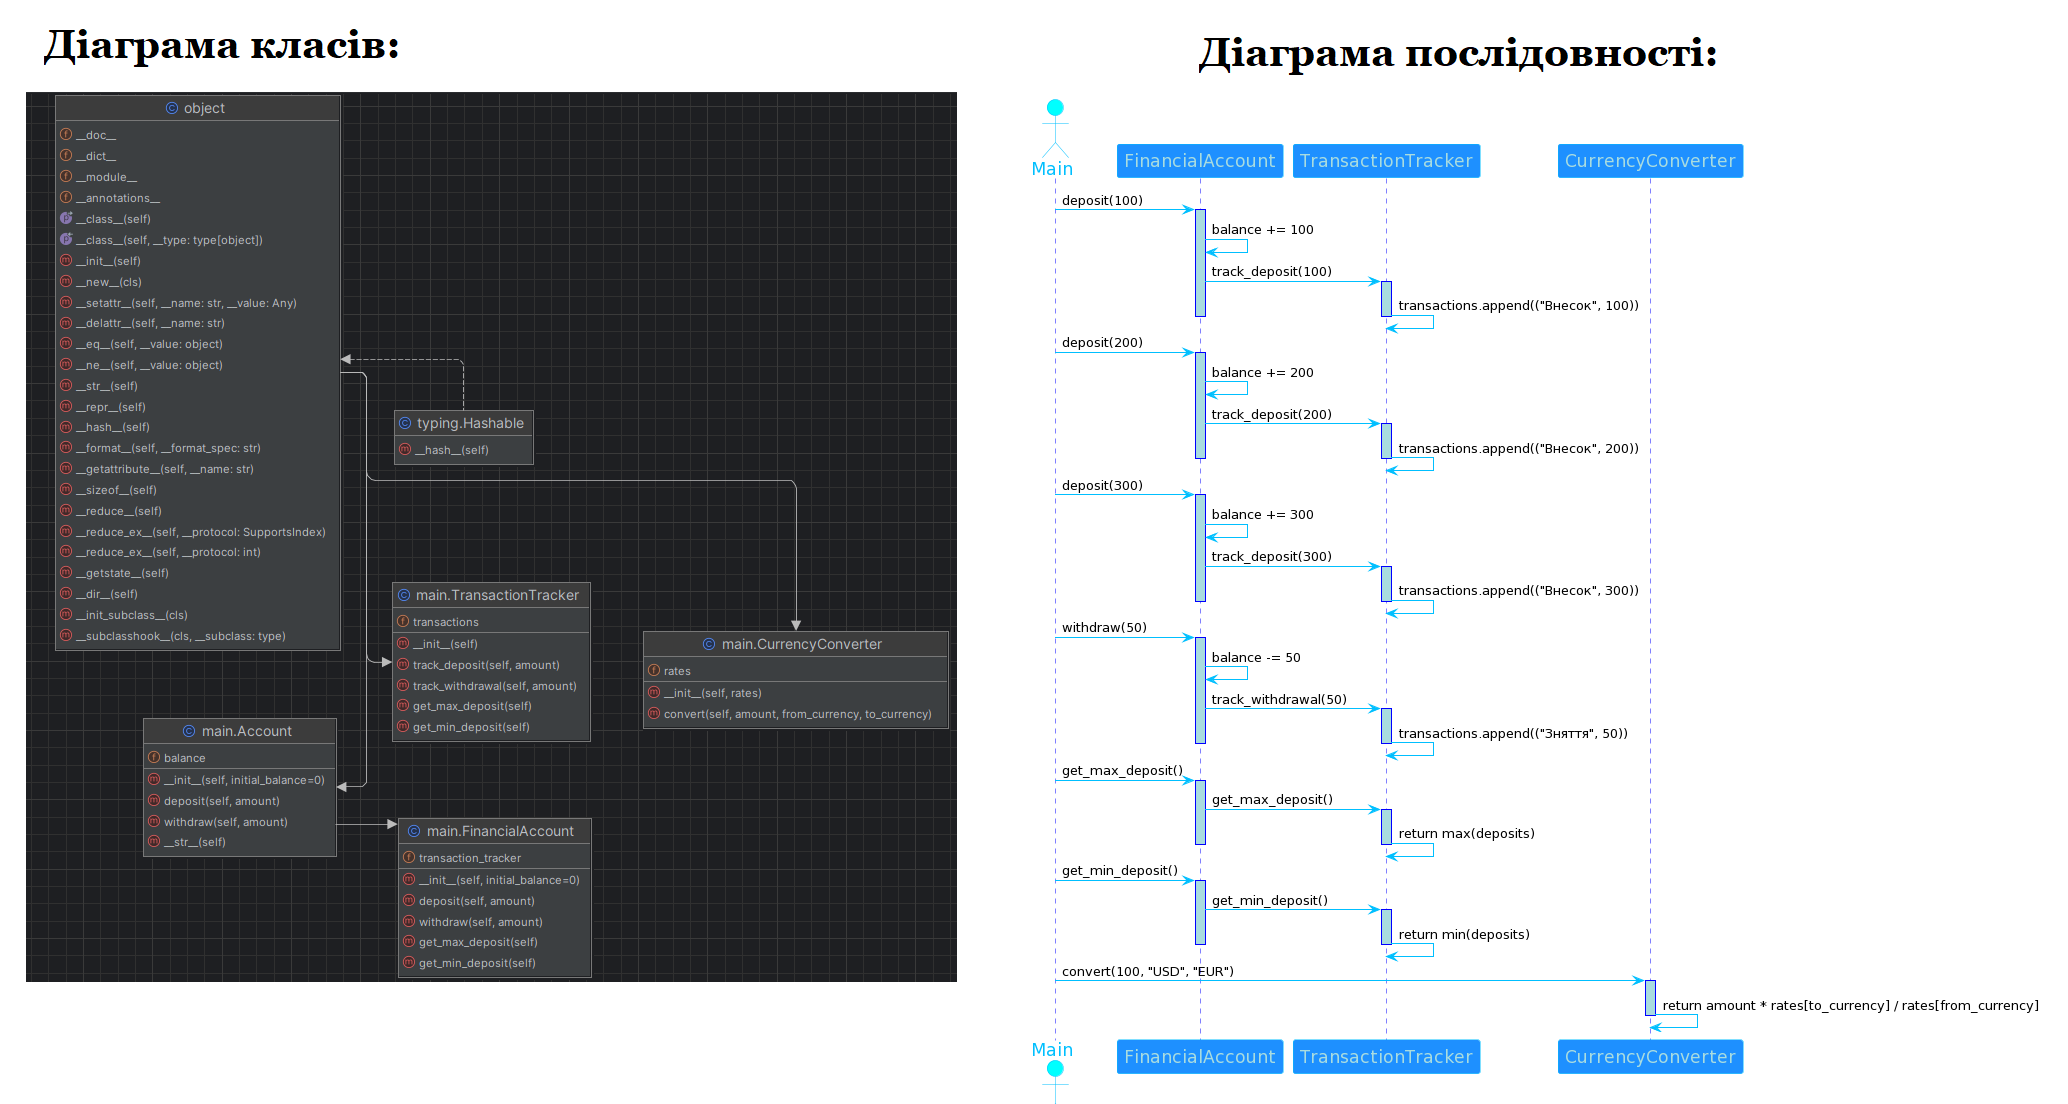 Діаграма класів:
object
__doc__
__dict__
__module__
__annotations__
__class__(self)
__class__(self, __type: type[object])
__init__(self)
__new__(cls)
__setattr__(self, __name: str, __value: Any)
__delattr__(self, __name: str)
__eq__(self, __value: object)
__ne__(self, __value: object)
__str__(self)
__repr__(self)
__hash__(self)
__format__(self, __format_spec: str)
__getattribute__(self, __name: str)
__sizeof__(self)
__reduce__(self)
__reduce_ex__(self, __protocol: SupportsIndex)
__reduce_ex__(self, __protocol: int)
__getstate__(self)
__dir__(self)
__init_subclass__(cls)
__subclasshook__(cls, __subclass: type)
typing.Hashable
__hash__(self)
main.TransactionTracker
transactions
__init__(self)
track_deposit(self, amount)
track_withdrawal(self, amount)
get_max_deposit(self)
get_min_deposit(self)
main.CurrencyConverter
rates
__init__(self, rates)
convert(self, amount, from_currency, to_currency)
main.Account
balance
__init__(self, initial_balance=0)
deposit(self, amount)
withdraw(self, amount)
__str__(self)
main.FinancialAccount
transaction_tracker
__init__(self, initial_balance=0)
deposit(self, amount)
withdraw(self, amount)
get_max_deposit(self)
get_min_deposit(self)
Діаграма послідовності:
Main
FinancialAccount
TransactionTracker
CurrencyConverter
deposit(100)
balance += 100
track_deposit(100)
transactions.append(("Внесок", 100))
deposit(200)
balance += 200
track_deposit(200)
transactions.append(("Внесок", 200))
deposit(300)
balance += 300
track_deposit(300)
transactions.append(("Внесок", 300))
withdraw(50)
balance -= 50
track_withdrawal(50)
transactions.append(("Зняття", 50))
get_max_deposit()
get_max_deposit()
return max(deposits)
get_min_deposit()
get_min_deposit()
return min(deposits)
convert(100, "USD", "EUR")
return amount * rates[to_currency] / rates[from_currency]
Main
FinancialAccount
TransactionTracker
CurrencyConverter